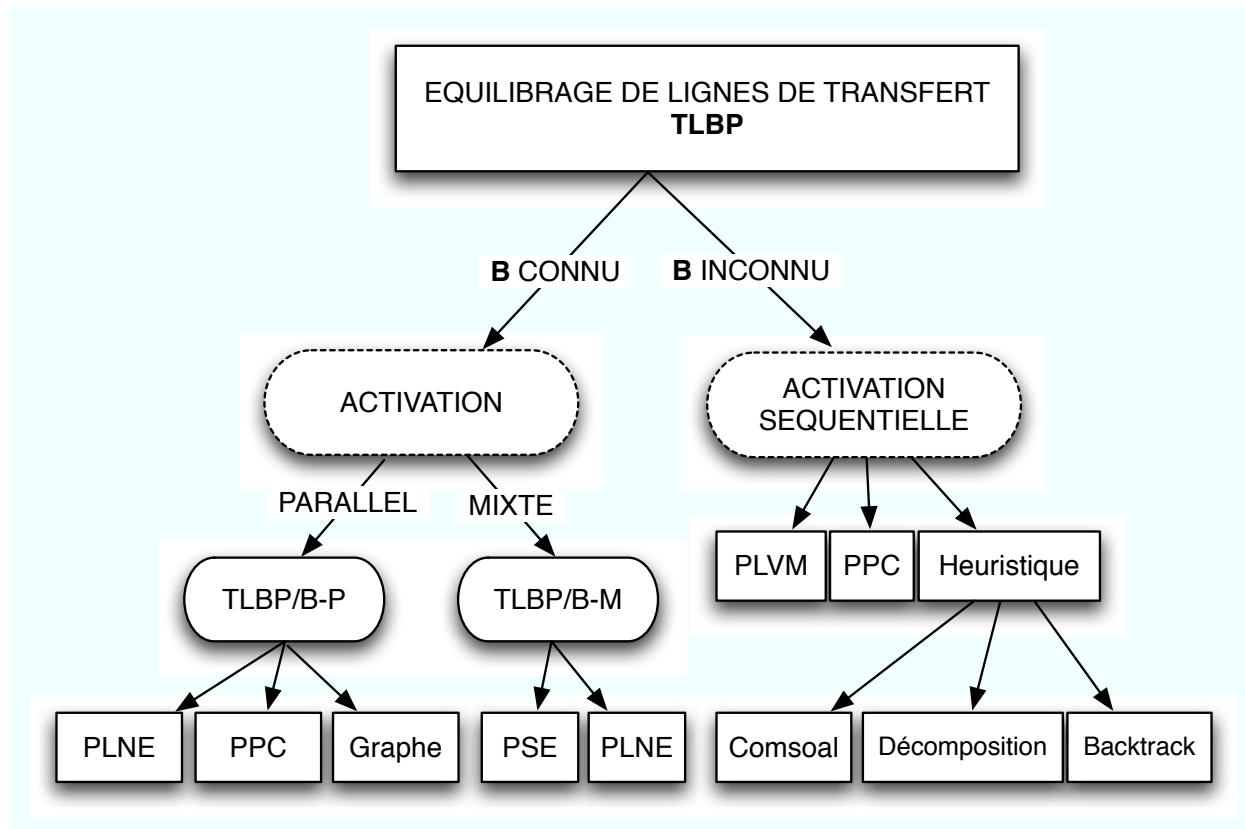 EQUILIBRAGE DE LIGNES DE TRANSFERT
TLBP
B CONNU
B INCONNU
ACTIVATION
ACTIVATION
SEQUENTIELLE
PARALLEL
MIXTE
TLBP/B-P
TLBP/B-M
PLVM
PPC
Heuristique
PLNE
PPC
Graphe
PSE
PLNE
Comsoal
Décomposition
Backtrack